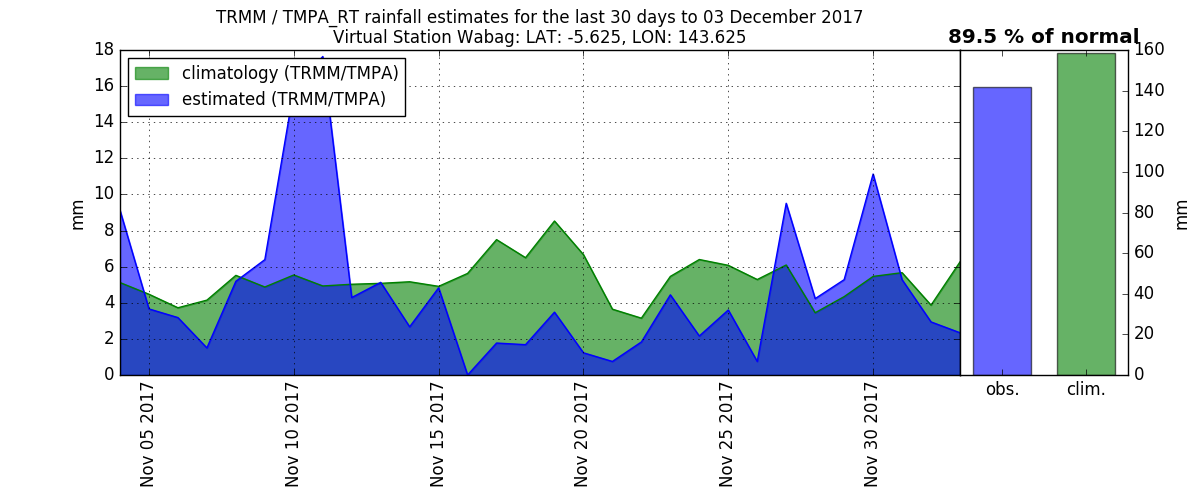 TRMM / TMPA_RT rainfall estimates for the last 30 days to 03 December 2017
Virtual Station Wabag: LAT: -5.625, LON: 143.625
89.5 % of normal
climatology (TRMM/TMPA)
estimated (TRMM/TMPA)
mm
18
16
14
12
10
8
6
4
2
0
Nov 05 2017
Nov 10 2017
Nov 15 2017
Nov 20 2017
Nov 25 2017
Nov 30 2017
obs.
clim.
160
140
120
100
80
60
40
20
0
mm